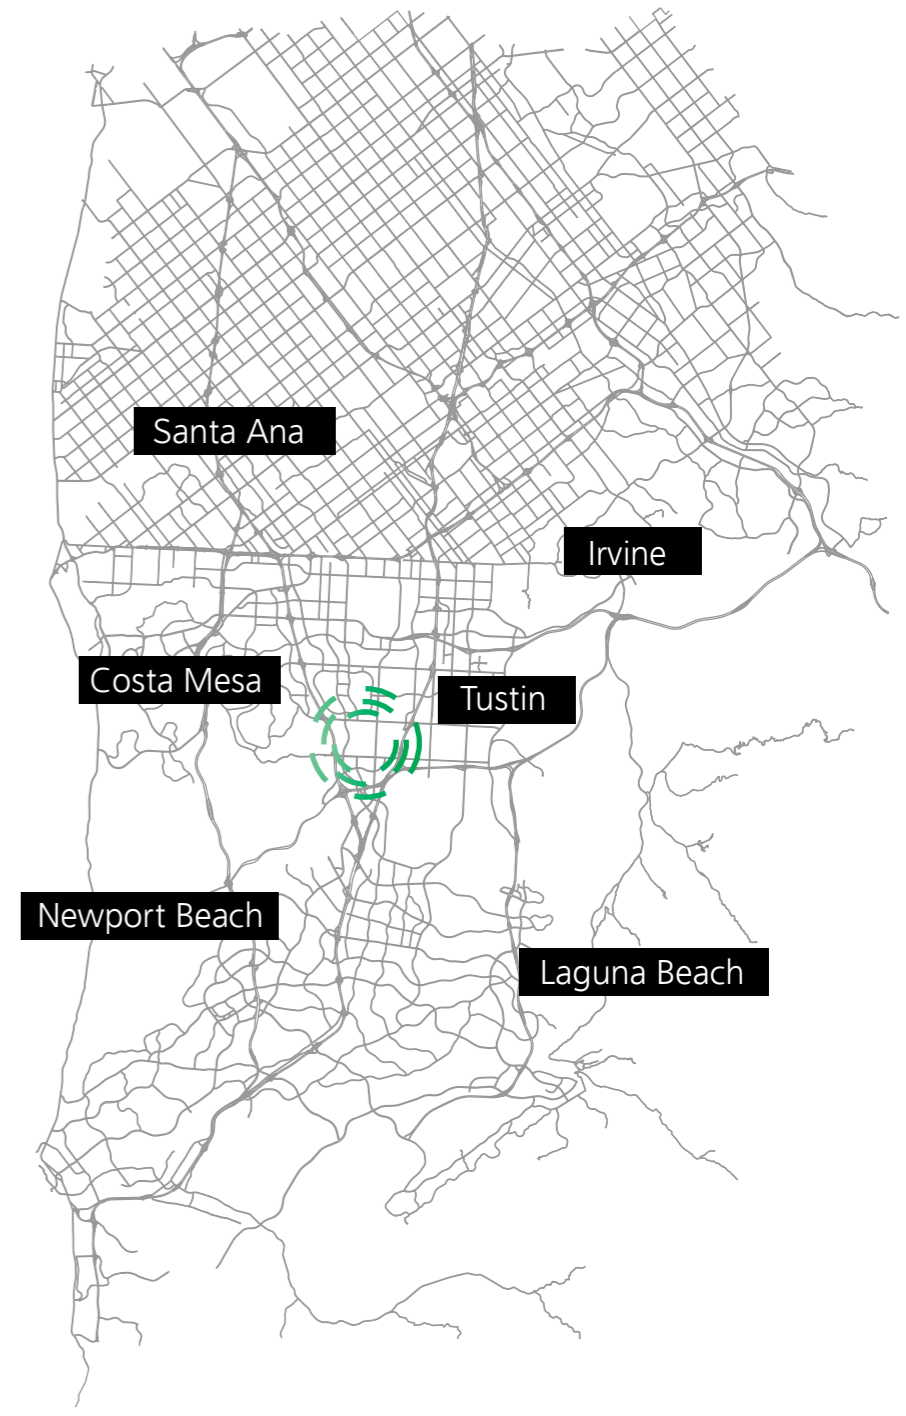 Santa Ana
Irvine
Costa Mesa
Tustin
Newport Beach
Laguna Beach